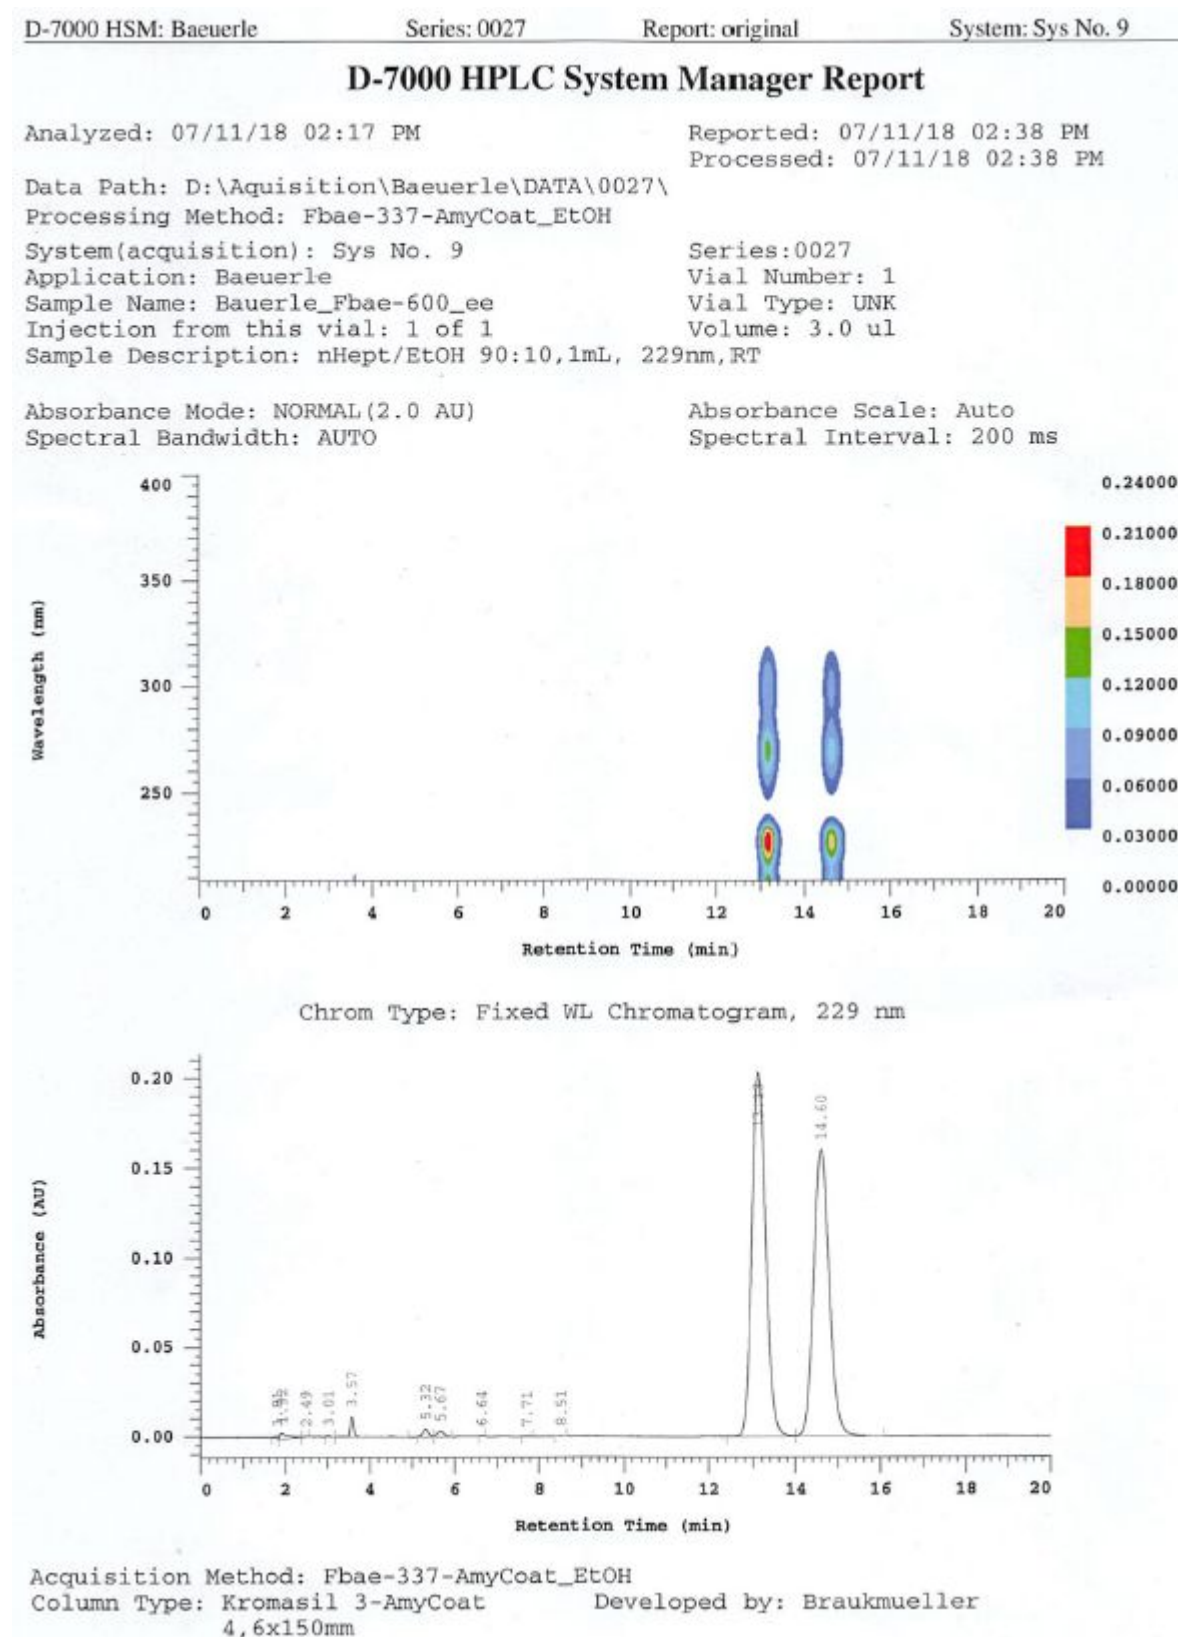 D-7000 HSM: Baeuerle Series: 0027 Report: original System: Sys No. 9
D-7000 HPLC System Manager Report
Analyzed: 07/11/18 02:17 PM Reported: 07/11/18 02:38 PM
Processed: 07/11/18 02:38 PM
Data Path: D:\Aquisition\Baeuerle\DATA\0027\
Processing Method: Fbae-337-AmyCoat_EtOH
System(acquisition): Sys No. 9 Series:0027
Application: Baeuerle Vial Number: 1
Sample Name: Bauerle_Fbae-600_ee Vial Type: UNK
Injection from this vial: 1 of 1 Volume: 3.0 ul
Sample Description: nHept/EtOH 90:10,1mL, 229nm,RT
Absorbance Mode: NORMAL(2.0 AU) Absorbance Scale: Auto
Spectral Bandwidth: AUTO Spectral Interval: 200 ms
400
350
300
250
Wavelength (nm)
0.24000
0.21000
0.18000
0.15000
0.12000
0.09000
0.06000
0.03000
0.00000
0 2 4 6 8 10 12 14 16 18 20
Retention Time (min)
Chrom Type: Fixed WL Chromatogram, 229 nm
0.20
0.15
0.10
0.05
0.00
Absorbance (AU)
2.49
3.01
3.57
5.32
5.67
6.64
7.71
8.51
14.60
0 2 4 6 8 10 12 14 16 18 20
Retention Time (min)
Acquisition Method: Fbae-337-AmyCoat_EtOH
Column Type: Kromasil 3-AmyCoat Developed by: Braukmueller
4,6x150mm